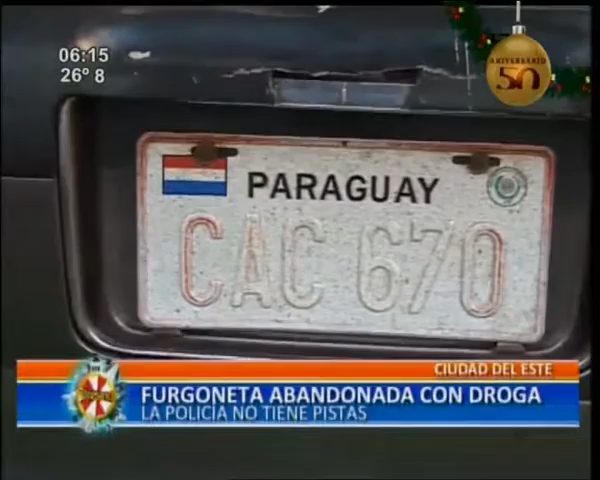 06:15
26°8
ANIVERSARIO
50
PARAGUAY
CAC 670
CIUDAD DEL ESTE
FURGONETA ABANDONADA CON DROGA
LA POLICÍA NO TIENE PISTAS